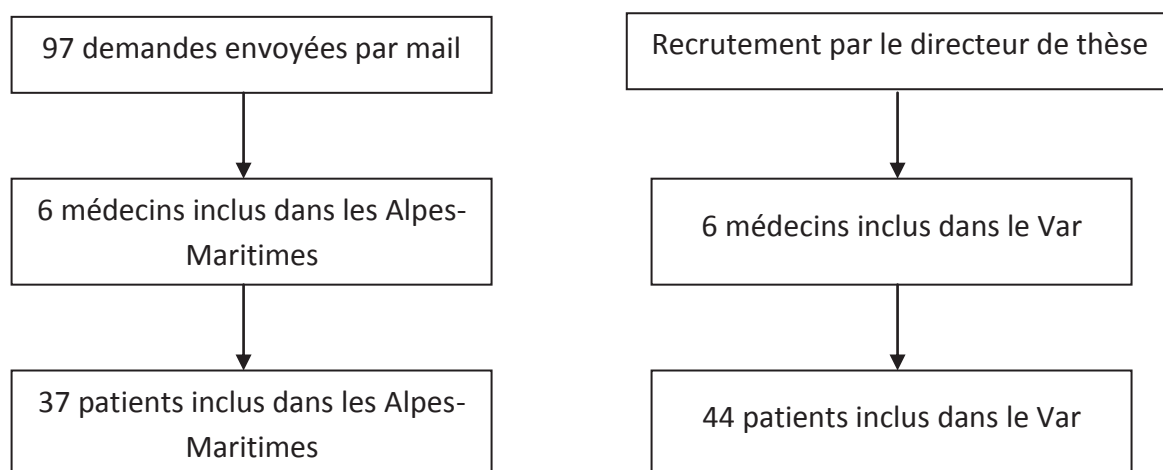 97 demandes envoyées par mail
Recrutement par le directeur de thèse
6 médecins inclus dans les Alpes-
Maritimes
6 médecins inclus dans le Var
37 patients inclus dans les Alpes-
Maritimes
44 patients inclus dans le Var